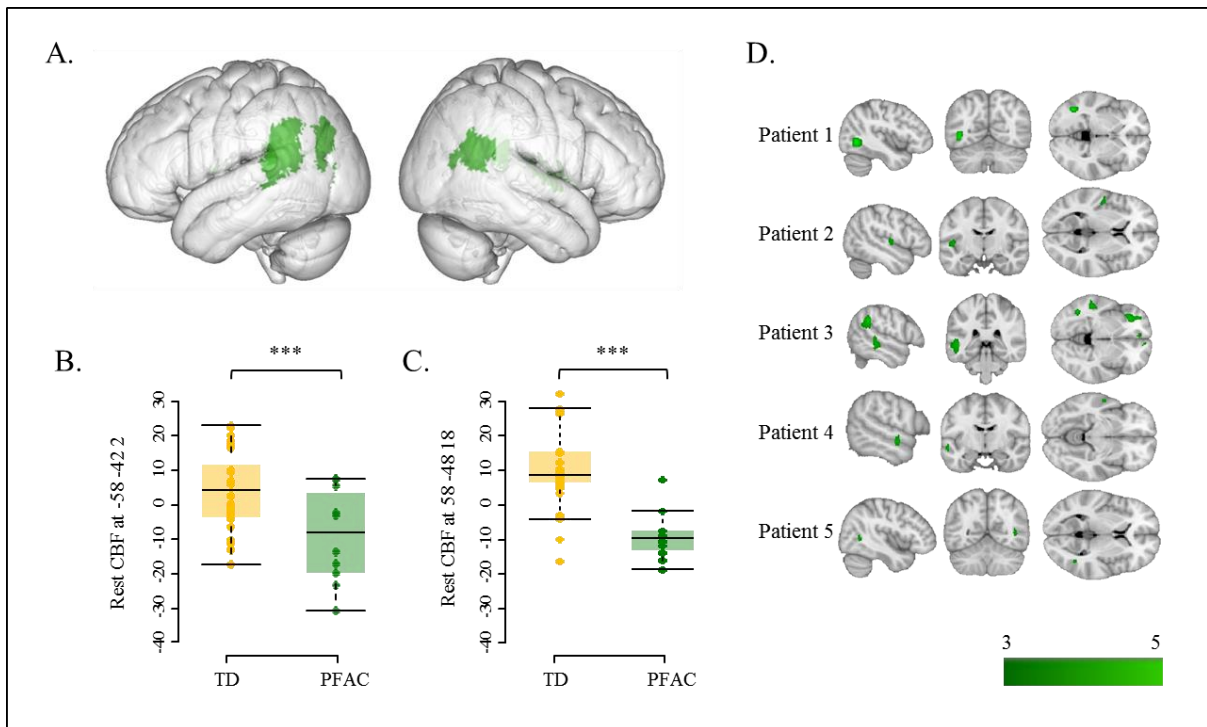 A.
B.
***
Rest CBF at -58 -42 2
30
20
10
0
-10
-20
-30
-40
TD
PFAC
C.
***
Rest CBF at 58 -48 18
30
20
10
0
-10
-20
-30
-40
TD
PFAC
D.
Patient 1
Patient 2
Patient 3
Patient 4
Patient 5
3
5